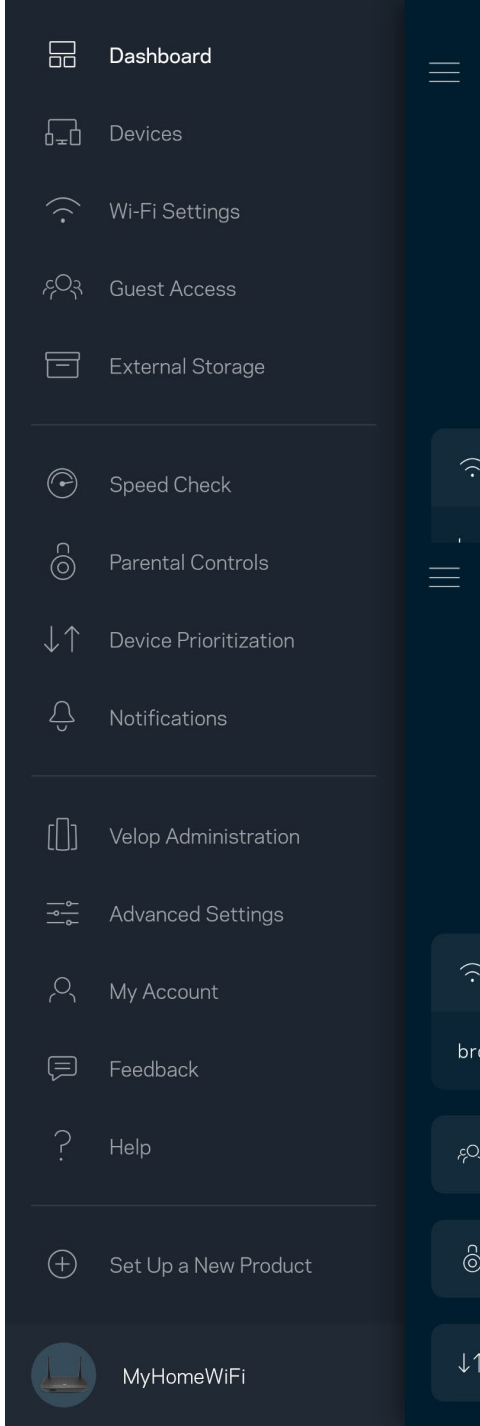 Dashboard
Devices
Wi-Fi Settings
Guest Access
External Storage
Speed Check
Parental Controls
Device Prioritization
Notifications
Velop Administration
Advanced Settings
My Account
Feedback
Help
Set Up a New Product
MyHomeWiFi